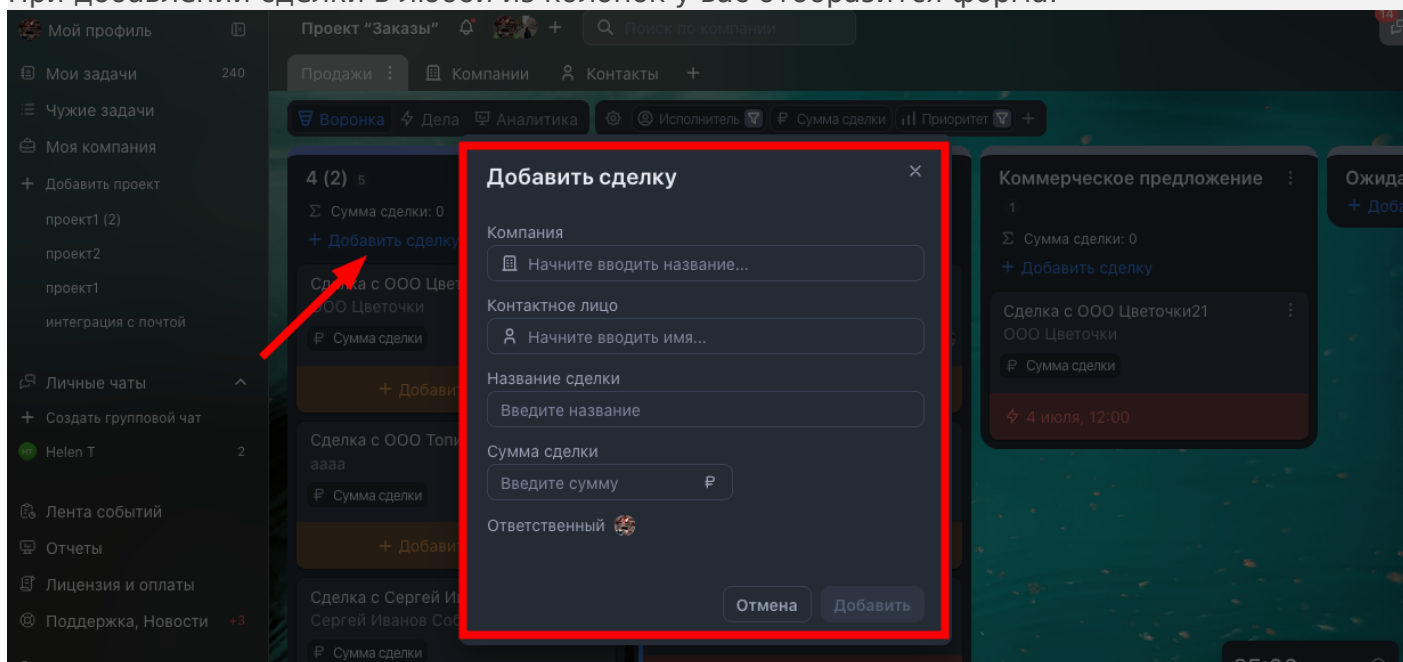 При добавлении сделки в любой из колонок у вас отобразится форма:
Мой профиль
Мои задачи 240
Чужие задачи
Моя компания
+ Добавить проект
проект1 (2)
проект2
проект1
интеграция с почтой
Личные чаты
+ Создать групповой чат
HT Helen T 2
Лента событий
Отчеты
Лицензия и оплаты
Поддержка, Новости +3
Проект "Заказы" + Поиск по компании
14
Продажи Компании Контакты +
Воронка Дела Аналитика Исполнитель ₽ Сумма сделки Приоритет +
4 (2) 5
Σ Сумма сделки: 0
+ Добавить сделку
Сделка с ООО Цвет
ООО Цветочки
₽ Сумма сделки
+ Добави
Сделка с ООО Топи
аааа
₽ Сумма сделки
+ Добави
Сделка с Сергей И
Сергей Иванов Соб
₽ Сумма сделки
Добавить сделку
Компания
Начните вводить название...
Контактное лицо
Начните вводить имя...
Название сделки
Введите название
Сумма сделки
Введите сумму ₽
Ответственный
Отмена Добавить
Коммерческое предложение
1
Σ Сумма сделки: 0
+ Добавить сделку
Сделка с ООО Цветочки21
ООО Цветочки
₽ Сумма сделки
4 июля, 12:00
Ожида
+ Доба